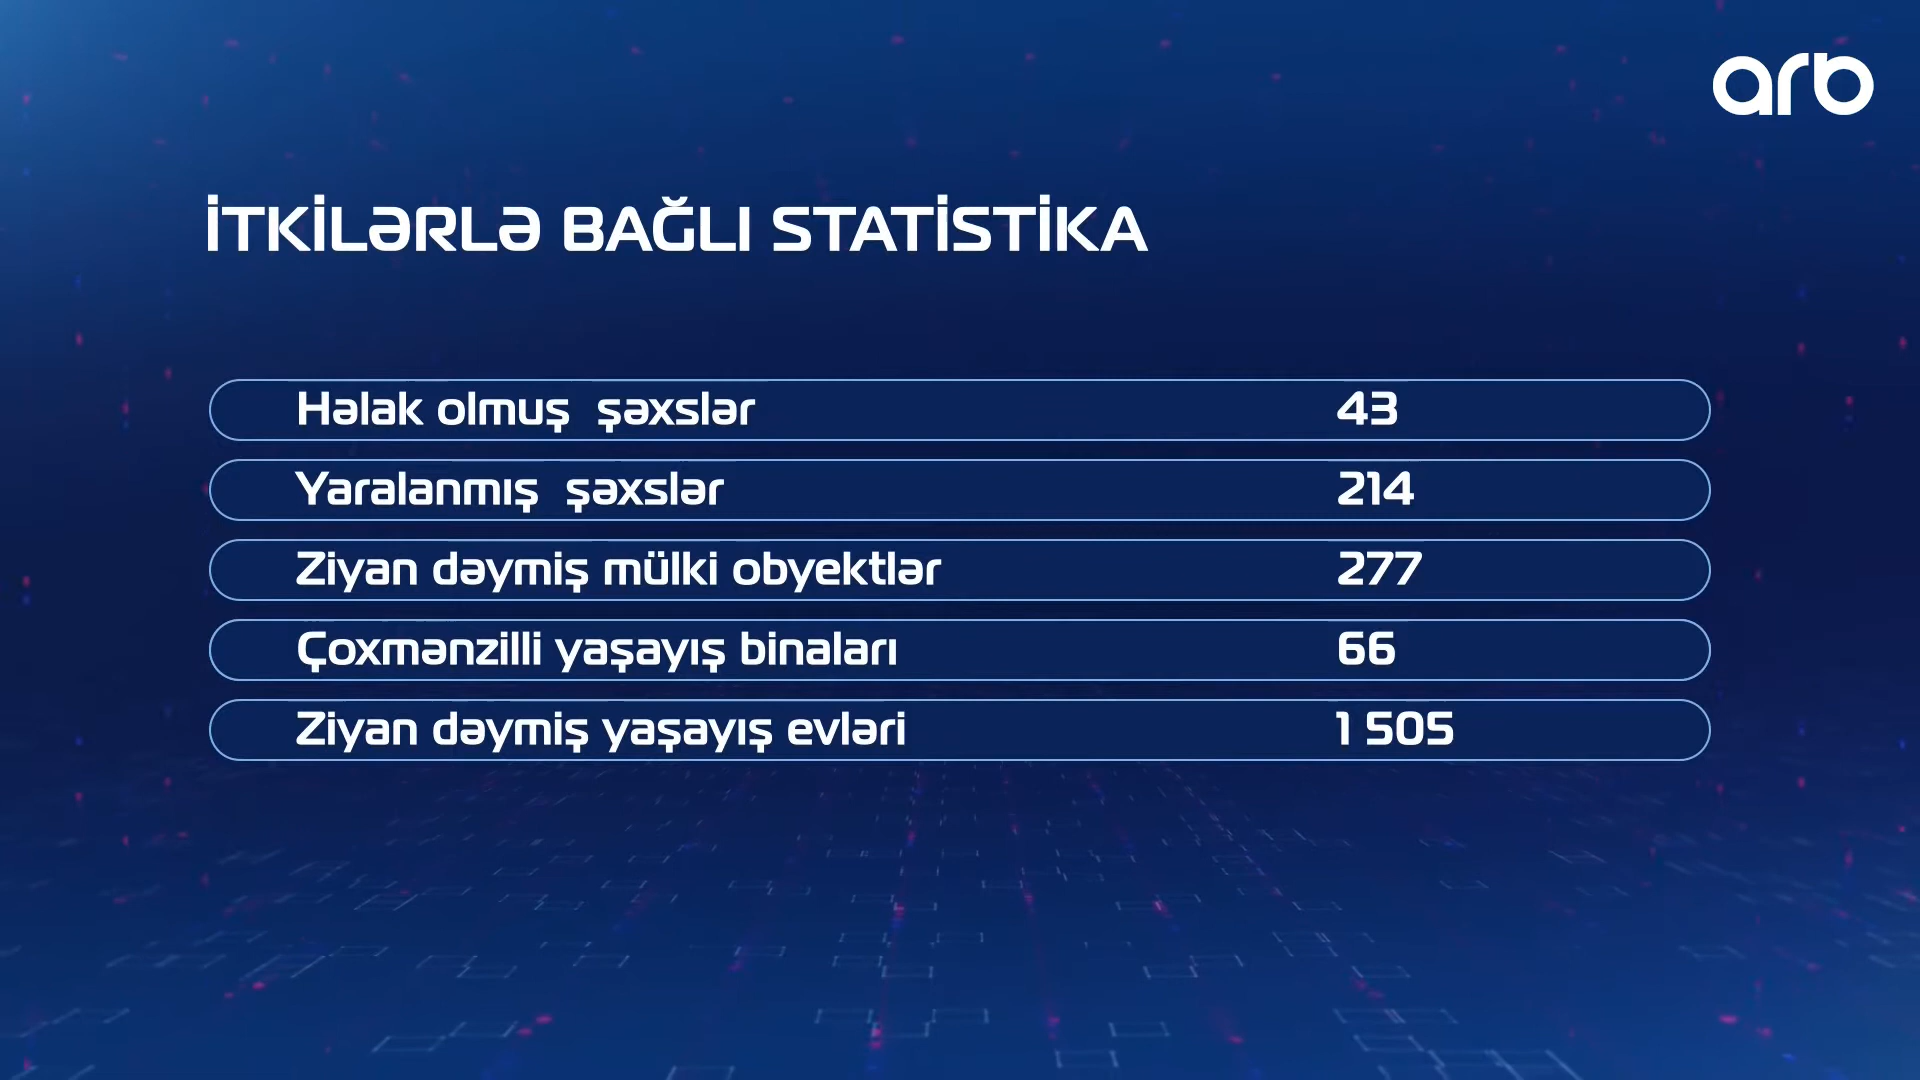 arb
İTKİLƏRLƏ BAĞLI STATİSTİKA
Həlak olmuş şəxslər 43
Yaralanmış şəxslər 214
Ziyan dəymiş mülki obyektlər 277
Çoxmənzilli yaşayış binaları 66
Ziyan dəymiş yaşayış evləri 1 505